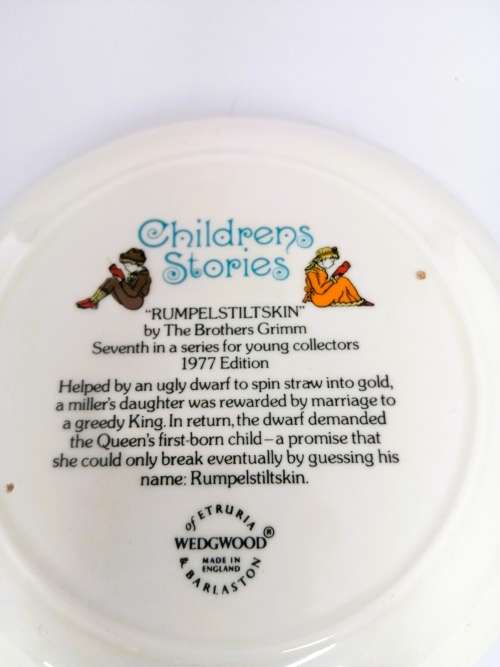 Childrens
Stories
"RUMPELSTILTSKIN"
by The Brothers Grimm
Seventh in a series for young collectors
1977 Edition
Helped by an ugly dwarf to spin straw into gold,
a miller's daughter was rewarded by marriage to
a greedy King. In return, the dwarf demanded
the Queen's first-born child – a promise that
she could only break eventually by guessing his
name: Rumpelstiltskin.
of ETRURIA
WEDGWOOD®
MADE IN
ENGLAND
& BARLASTON